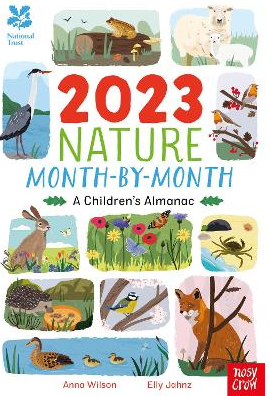 National
Trust
2023
NATURE
MONTH-BY-MONTH
A Children's Almanac
Anna Wilson
Elly Jahnz
nosy
crow